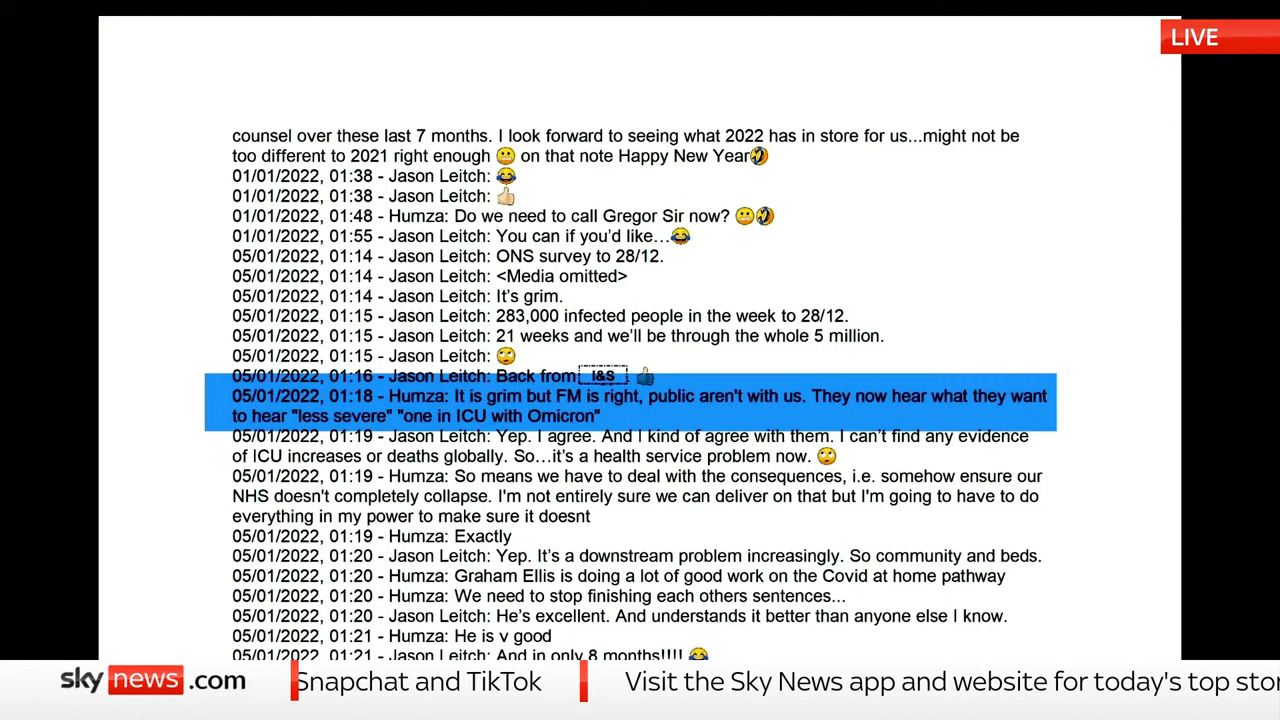 LIVE
counsel over these last 7 months. I look forward to seeing what 2022 has in store for us...might not be
too different to 2021 right enough 😬 on that note Happy New Year🤣
01/01/2022, 01:38 - Jason Leitch: 😂
01/01/2022, 01:38 - Jason Leitch: 👍🏻
01/01/2022, 01:48 - Humza: Do we need to call Gregor Sir now? 😬🤣
01/01/2022, 01:55 - Jason Leitch: You can if you'd like…😂
05/01/2022, 01:14 - Jason Leitch: ONS survey to 28/12.
05/01/2022, 01:14 - Jason Leitch: <Media omitted>
05/01/2022, 01:14 - Jason Leitch: It's grim.
05/01/2022, 01:15 - Jason Leitch: 283,000 infected people in the week to 28/12.
05/01/2022, 01:15 - Jason Leitch: 21 weeks and we'll be through the whole 5 million.
05/01/2022, 01:15 - Jason Leitch: 🙄
05/01/2022, 01:16 - Jason Leitch: Back from I&S 👍
05/01/2022, 01:18 - Humza: It is grim but FM is right, public aren't with us. They now hear what they want
to hear "less severe" "one in ICU with Omicron"
05/01/2022, 01:19 - Jason Leitch: Yep. I agree. And I kind of agree with them. I can't find any evidence
of ICU increases or deaths globally. So…it's a health service problem now. 🙄
05/01/2022, 01:19 - Humza: So means we have to deal with the consequences, i.e. somehow ensure our
NHS doesn't completely collapse. I'm not entirely sure we can deliver on that but I'm going to have to do
everything in my power to make sure it doesnt
05/01/2022, 01:19 - Humza: Exactly
05/01/2022, 01:20 - Jason Leitch: Yep. It's a downstream problem increasingly. So community and beds.
05/01/2022, 01:20 - Humza: Graham Ellis is doing a lot of good work on the Covid at home pathway
05/01/2022, 01:20 - Humza: We need to stop finishing each others sentences...
05/01/2022, 01:20 - Jason Leitch: He's excellent. And understands it better than anyone else I know.
05/01/2022, 01:21 - Humza: He is v good
05/01/2022, 01:21 - Jason Leitch: And in only 8 months!!!! 😂
sky news.com Snapchat and TikTok Visit the Sky News app and website for today's top stor